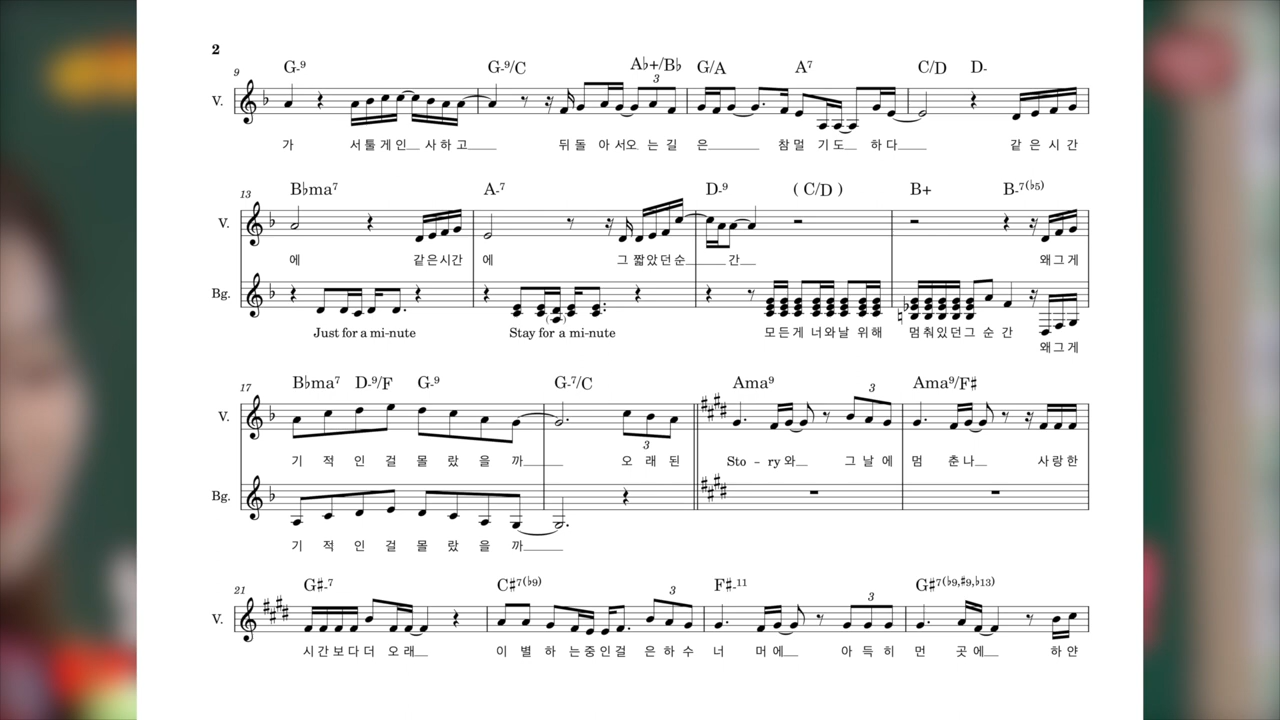 2
G-9 G-9/C A♭+/B♭ G/A A7 C/D D-
9
3
V.
가 서툴게인__ 사하고____ 뒤돌 아서오_ 는길 은______ 참멀 기도__ 하다____ 같은시간
B♭ma7 A-7 D-9 ( C/D ) B+ B-7(♭5)
13
V.
에 같은시간 에 그 짧았던순______ 간__ 왜그게
Bg.
Just for a mi-nute Stay for a mi-nute 모든게 너와날 위해 멈춰있던그 순 간
왜그게
B♭ma7 D-9/F G-9 G-7/C Ama9 Ama9/F♯
17
3
V.
3
기 적 인 걸 몰 랐 을 까_____ 오 래 된 Sto - ry와__ 그 날 에 멈 춘나__ 사랑한
Bg.
기 적 인 걸 몰 랐 을 까_____
G♯-7 C♯7(♭9) F♯-11 G♯7(♭9,♯9,♭13)
21
3 3
V.
시간보다더 오래__ 이 별 하 는중인걸 은하수 너 머에__ 아 득 히 먼 곳에__ 하얀